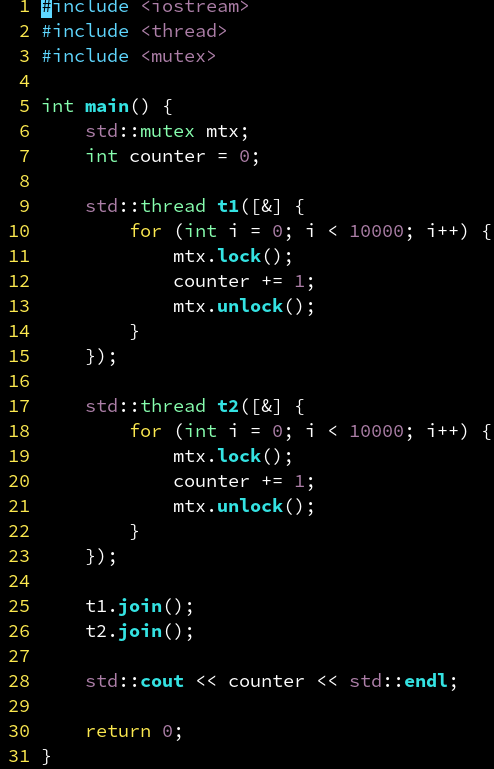 1 #include <iostream>
2 #include <thread>
3 #include <mutex>
4
5 int main() {
6     std::mutex mtx;
7     int counter = 0;
8
9     std::thread t1([&] {
10         for (int i = 0; i < 10000; i++) {
11             mtx.lock();
12             counter += 1;
13             mtx.unlock();
14         }
15     });
16
17     std::thread t2([&] {
18         for (int i = 0; i < 10000; i++) {
19             mtx.lock();
20             counter += 1;
21             mtx.unlock();
22         }
23     });
24
25     t1.join();
26     t2.join();
27
28     std::cout << counter << std::endl;
29
30     return 0;
31 }